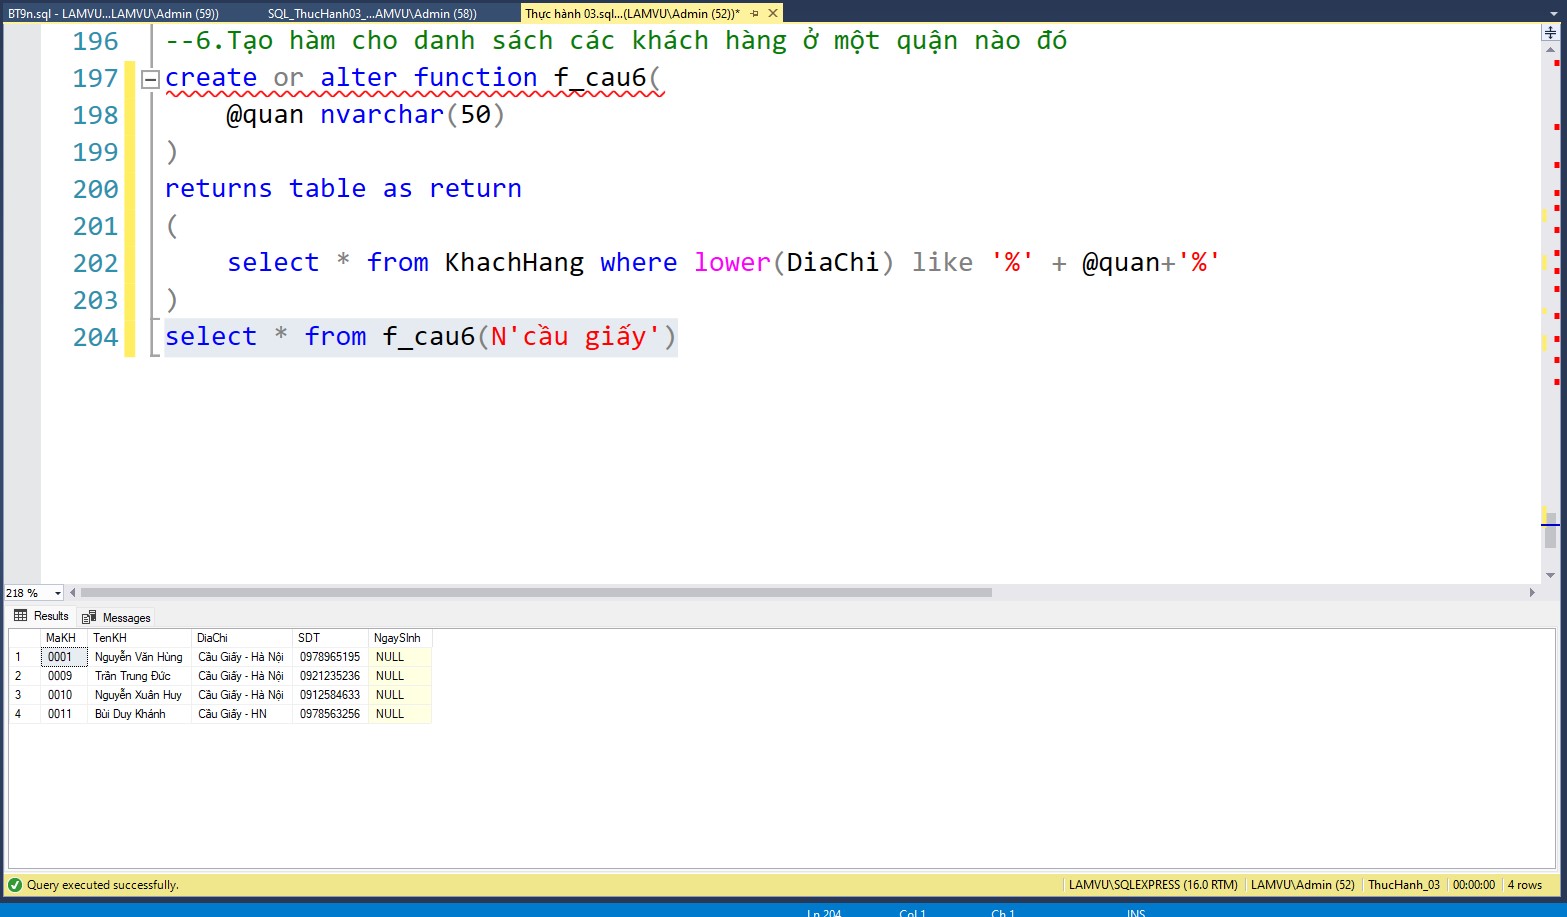 BT9n.sql - LAMVU...LAMVU\Admin (59))
SQL_ThucHanh03_...AMVU\Admin (58))
Thực hành 03.sql...(LAMVU\Admin (52))*
196 --6.Tạo hàm cho danh sách các khách hàng ở một quận nào đó
197 create or alter function f_cau6(
198 @quan nvarchar(50)
199 )
200 returns table as return
201 (
202 select * from KhachHang where lower(DiaChi) like '%' + @quan+'%'
203 )
204 select * from f_cau6(N'cầu giấy')
218 %
Results Messages
MaKH TenKH DiaChi SDT NgaySInh
1 0001 Nguyễn Văn Hùng Cầu Giấy - Hà Nội 0978965195 NULL
2 0009 Trần Trung Đức Cầu Giấy - Hà Nội 0921235236 NULL
3 0010 Nguyễn Xuân Huy Cầu Giấy - Hà Nội 0912584633 NULL
4 0011 Bùi Duy Khánh Cầu Giấy - HN 0978563256 NULL
Query executed successfully. LAMVU\SQLEXPRESS (16.0 RTM) LAMVU\Admin (52) ThucHanh_03 00:00:00 4 rows
Ln 204 Col 1 Ch 1 INS